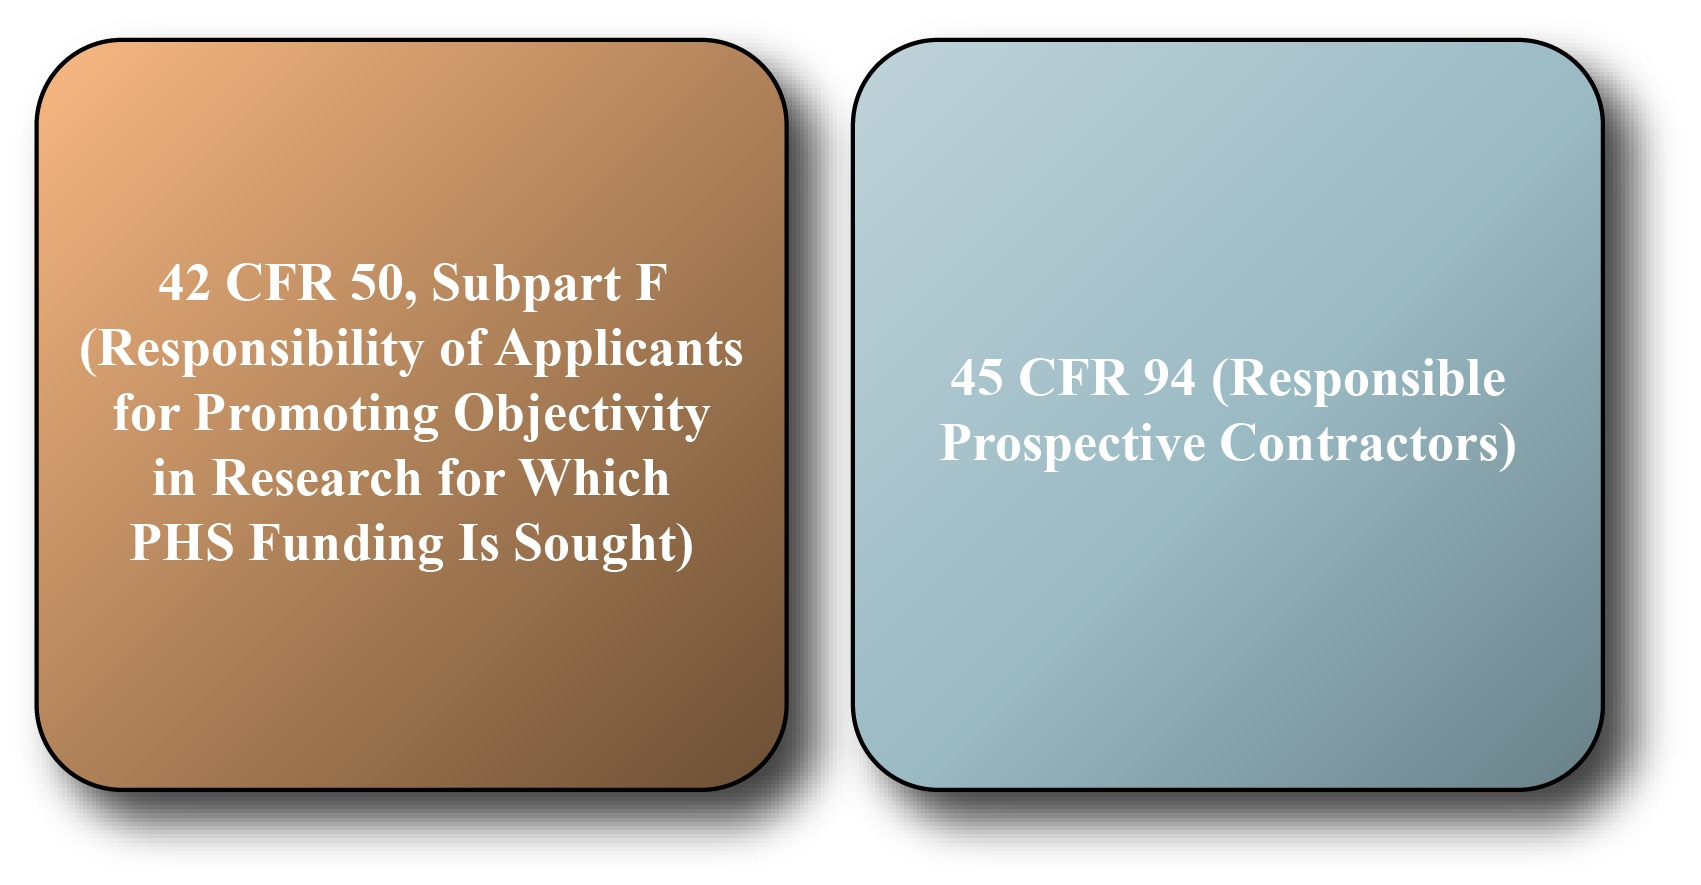 42 CFR 50, Subpart F
(Responsibility of Applicants
for Promoting Objectivity
in Research for Which
PHS Funding Is Sought)
45 CFR 94 (Responsible
Prospective Contractors)